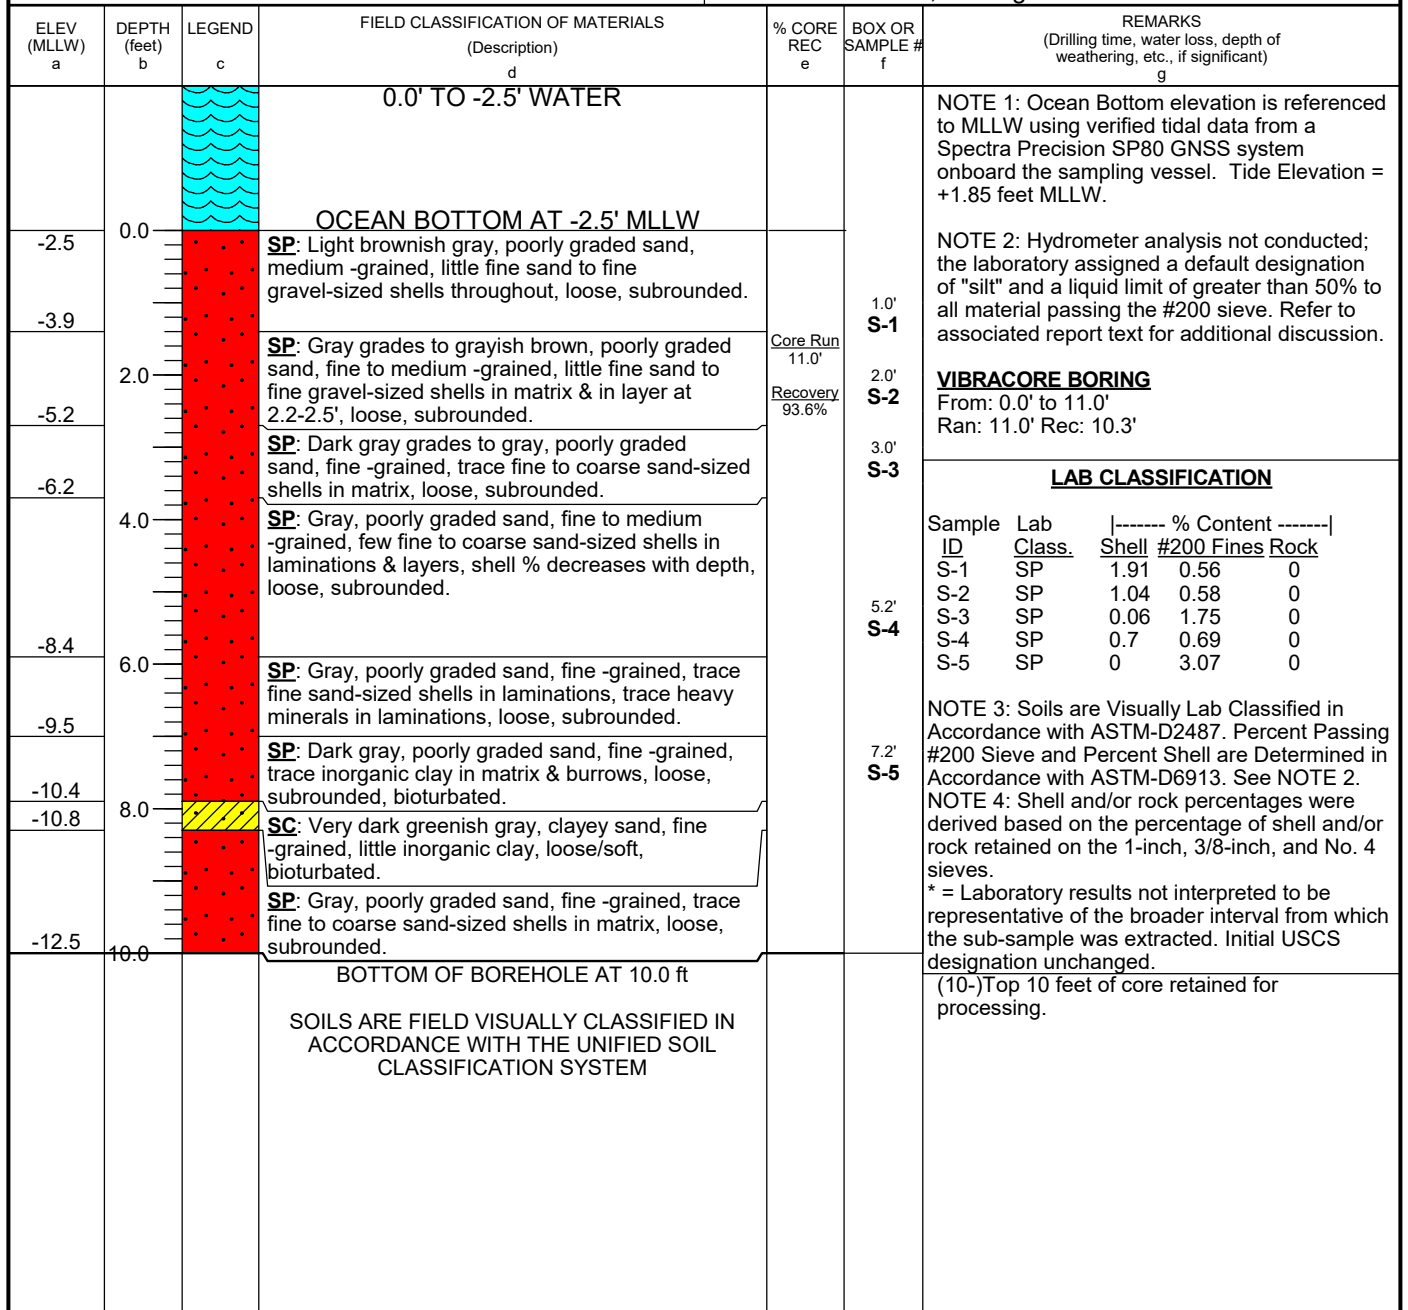 ELEV
(MLLW)
a
DEPTH
(feet)
b
LEGEND
c
FIELD CLASSIFICATION OF MATERIALS
(Description)
d
% CORE
REC
e
BOX OR
SAMPLE #
f
REMARKS
(Drilling time, water loss, depth of
weathering, etc., if significant)
g
0.0' TO -2.5' WATER
OCEAN BOTTOM AT -2.5' MLLW
-2.5
0.0
SP: Light brownish gray, poorly graded sand,
medium -grained, little fine sand to fine
gravel-sized shells throughout, loose, subrounded.
-3.9
SP: Gray grades to grayish brown, poorly graded
sand, fine to medium -grained, little fine sand to
fine gravel-sized shells in matrix & in layer at
2.2-2.5', loose, subrounded.
2.0
-5.2
SP: Dark gray grades to gray, poorly graded
sand, fine -grained, trace fine to coarse sand-sized
shells in matrix, loose, subrounded.
-6.2
4.0
SP: Gray, poorly graded sand, fine to medium
-grained, few fine to coarse sand-sized shells in
laminations & layers, shell % decreases with depth,
loose, subrounded.
-8.4
6.0
SP: Gray, poorly graded sand, fine -grained, trace
fine sand-sized shells in laminations, trace heavy
minerals in laminations, loose, subrounded.
-9.5
SP: Dark gray, poorly graded sand, fine -grained,
trace inorganic clay in matrix & burrows, loose,
subrounded, bioturbated.
-10.4
8.0
-10.8
SC: Very dark greenish gray, clayey sand, fine
-grained, little inorganic clay, loose/soft,
bioturbated.
SP: Gray, poorly graded sand, fine -grained, trace
fine to coarse sand-sized shells in matrix, loose,
subrounded.
-12.5
10.0
BOTTOM OF BOREHOLE AT 10.0 ft
SOILS ARE FIELD VISUALLY CLASSIFIED IN
ACCORDANCE WITH THE UNIFIED SOIL
CLASSIFICATION SYSTEM
Core Run
11.0'
Recovery
93.6%
1.0'
S-1
2.0'
S-2
3.0'
S-3
5.2'
S-4
7.2'
S-5
NOTE 1: Ocean Bottom elevation is referenced
to MLLW using verified tidal data from a
Spectra Precision SP80 GNSS system
onboard the sampling vessel. Tide Elevation =
+1.85 feet MLLW.
NOTE 2: Hydrometer analysis not conducted;
the laboratory assigned a default designation
of "silt" and a liquid limit of greater than 50% to
all material passing the #200 sieve. Refer to
associated report text for additional discussion.
VIBRACORE BORING
From: 0.0' to 11.0'
Ran: 11.0' Rec: 10.3'
LAB CLASSIFICATION
Sample Lab |------- % Content -------|
ID Class. Shell #200 Fines Rock
S-1 SP 1.91 0.56 0
S-2 SP 1.04 0.58 0
S-3 SP 0.06 1.75 0
S-4 SP 0.7 0.69 0
S-5 SP 0 3.07 0
NOTE 3: Soils are Visually Lab Classified in
Accordance with ASTM-D2487. Percent Passing
#200 Sieve and Percent Shell are Determined in
Accordance with ASTM-D6913. See NOTE 2.
NOTE 4: Shell and/or rock percentages were
derived based on the percentage of shell and/or
rock retained on the 1-inch, 3/8-inch, and No. 4
sieves.
* = Laboratory results not interpreted to be
representative of the broader interval from which
the sub-sample was extracted. Initial USCS
designation unchanged.
(10-)Top 10 feet of core retained for
processing.